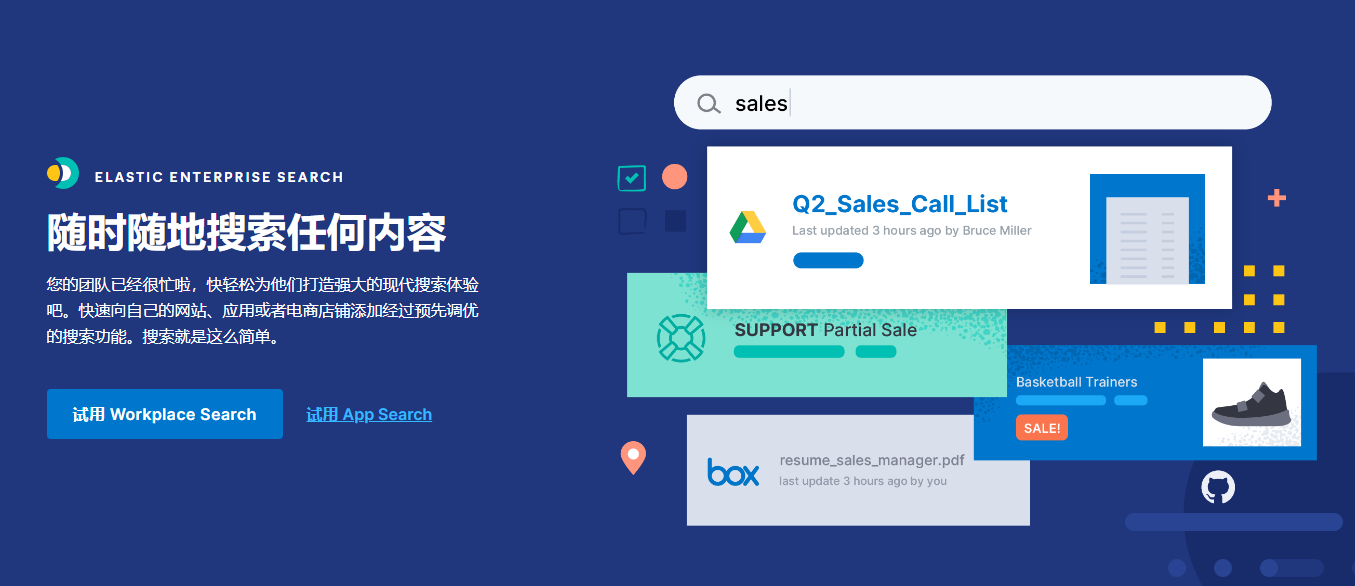 sales
ELASTIC ENTERPRISE SEARCH
随时随地搜索任何内容
您的团队已经很忙啦，快轻松为他们打造强大的现代搜索体验
吧。快速向自己的网站、应用或者电商店铺添加经过预先调优
的搜索功能。搜索就是这么简单。
试用 Workplace Search
试用 App Search
Q2_Sales_Call_List
Last updated 3 hours ago by Bruce Miller
SUPPORT Partial Sale
Basketball Trainers
SALE!
box
resume_sales_manager.pdf
last update 3 hours ago by you